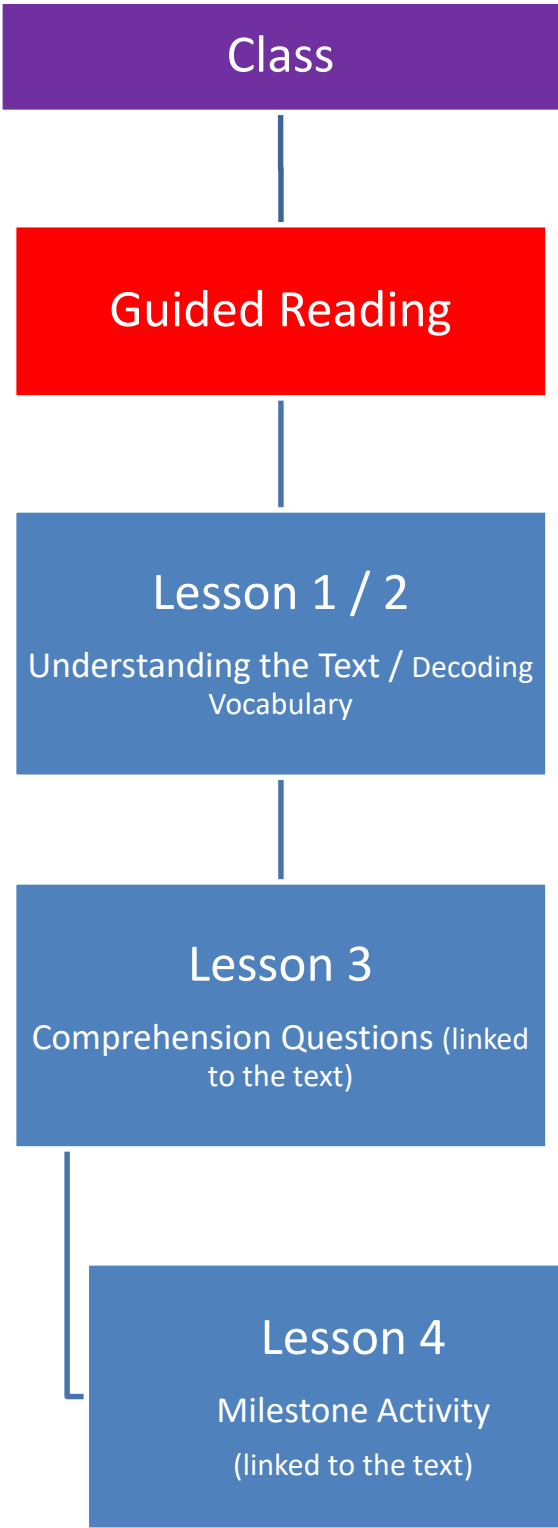 Class
Guided Reading
Lesson 1 / 2
Understanding the Text / Decoding
Vocabulary
Lesson 3
Comprehension Questions (linked
to the text)
Lesson 4
Milestone Activity
(linked to the text)